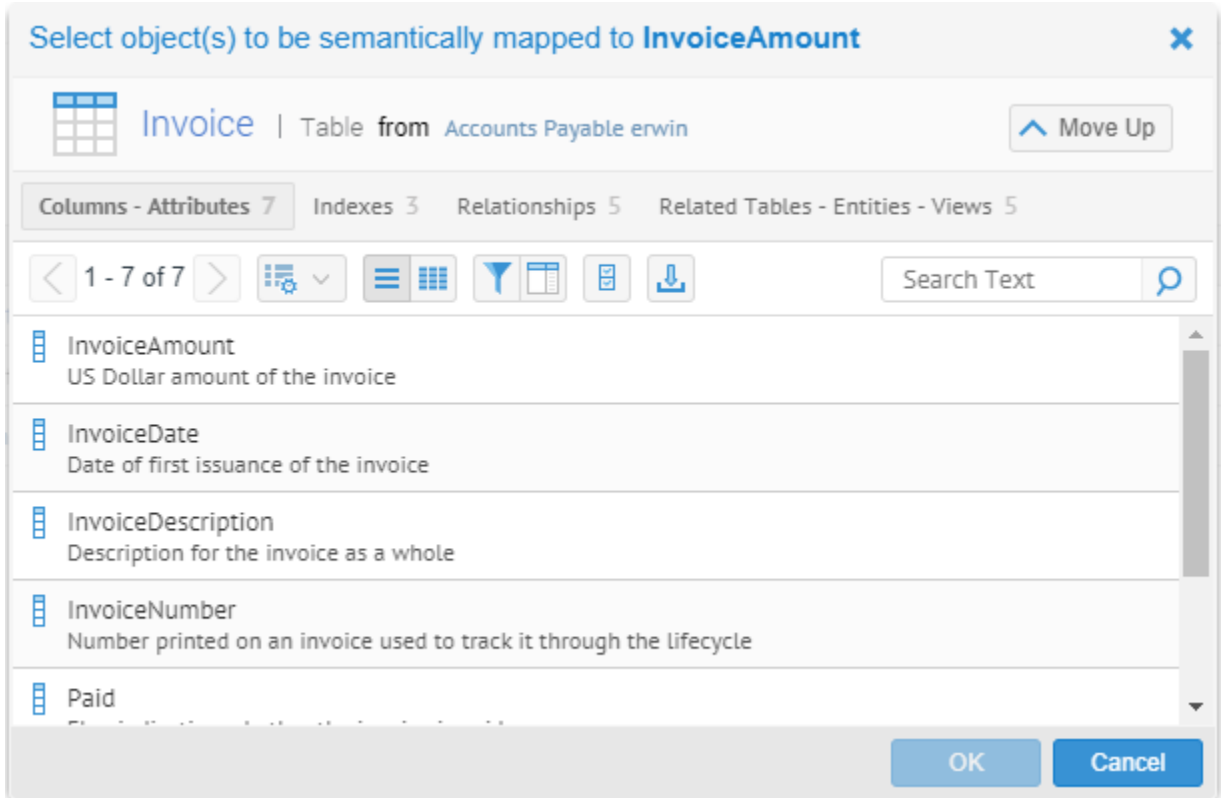 Select object(s) to be semantically mapped to InvoiceAmount
Invoice | Table from Accounts Payable erwin
Move Up
Columns - Attributes 7 Indexes 3 Relationships 5 Related Tables - Entities - Views 5
1 - 7 of 7
Search Text
InvoiceAmount
US Dollar amount of the invoice
InvoiceDate
Date of first issuance of the invoice
InvoiceDescription
Description for the invoice as a whole
InvoiceNumber
Number printed on an invoice used to track it through the lifecycle
Paid
OK Cancel